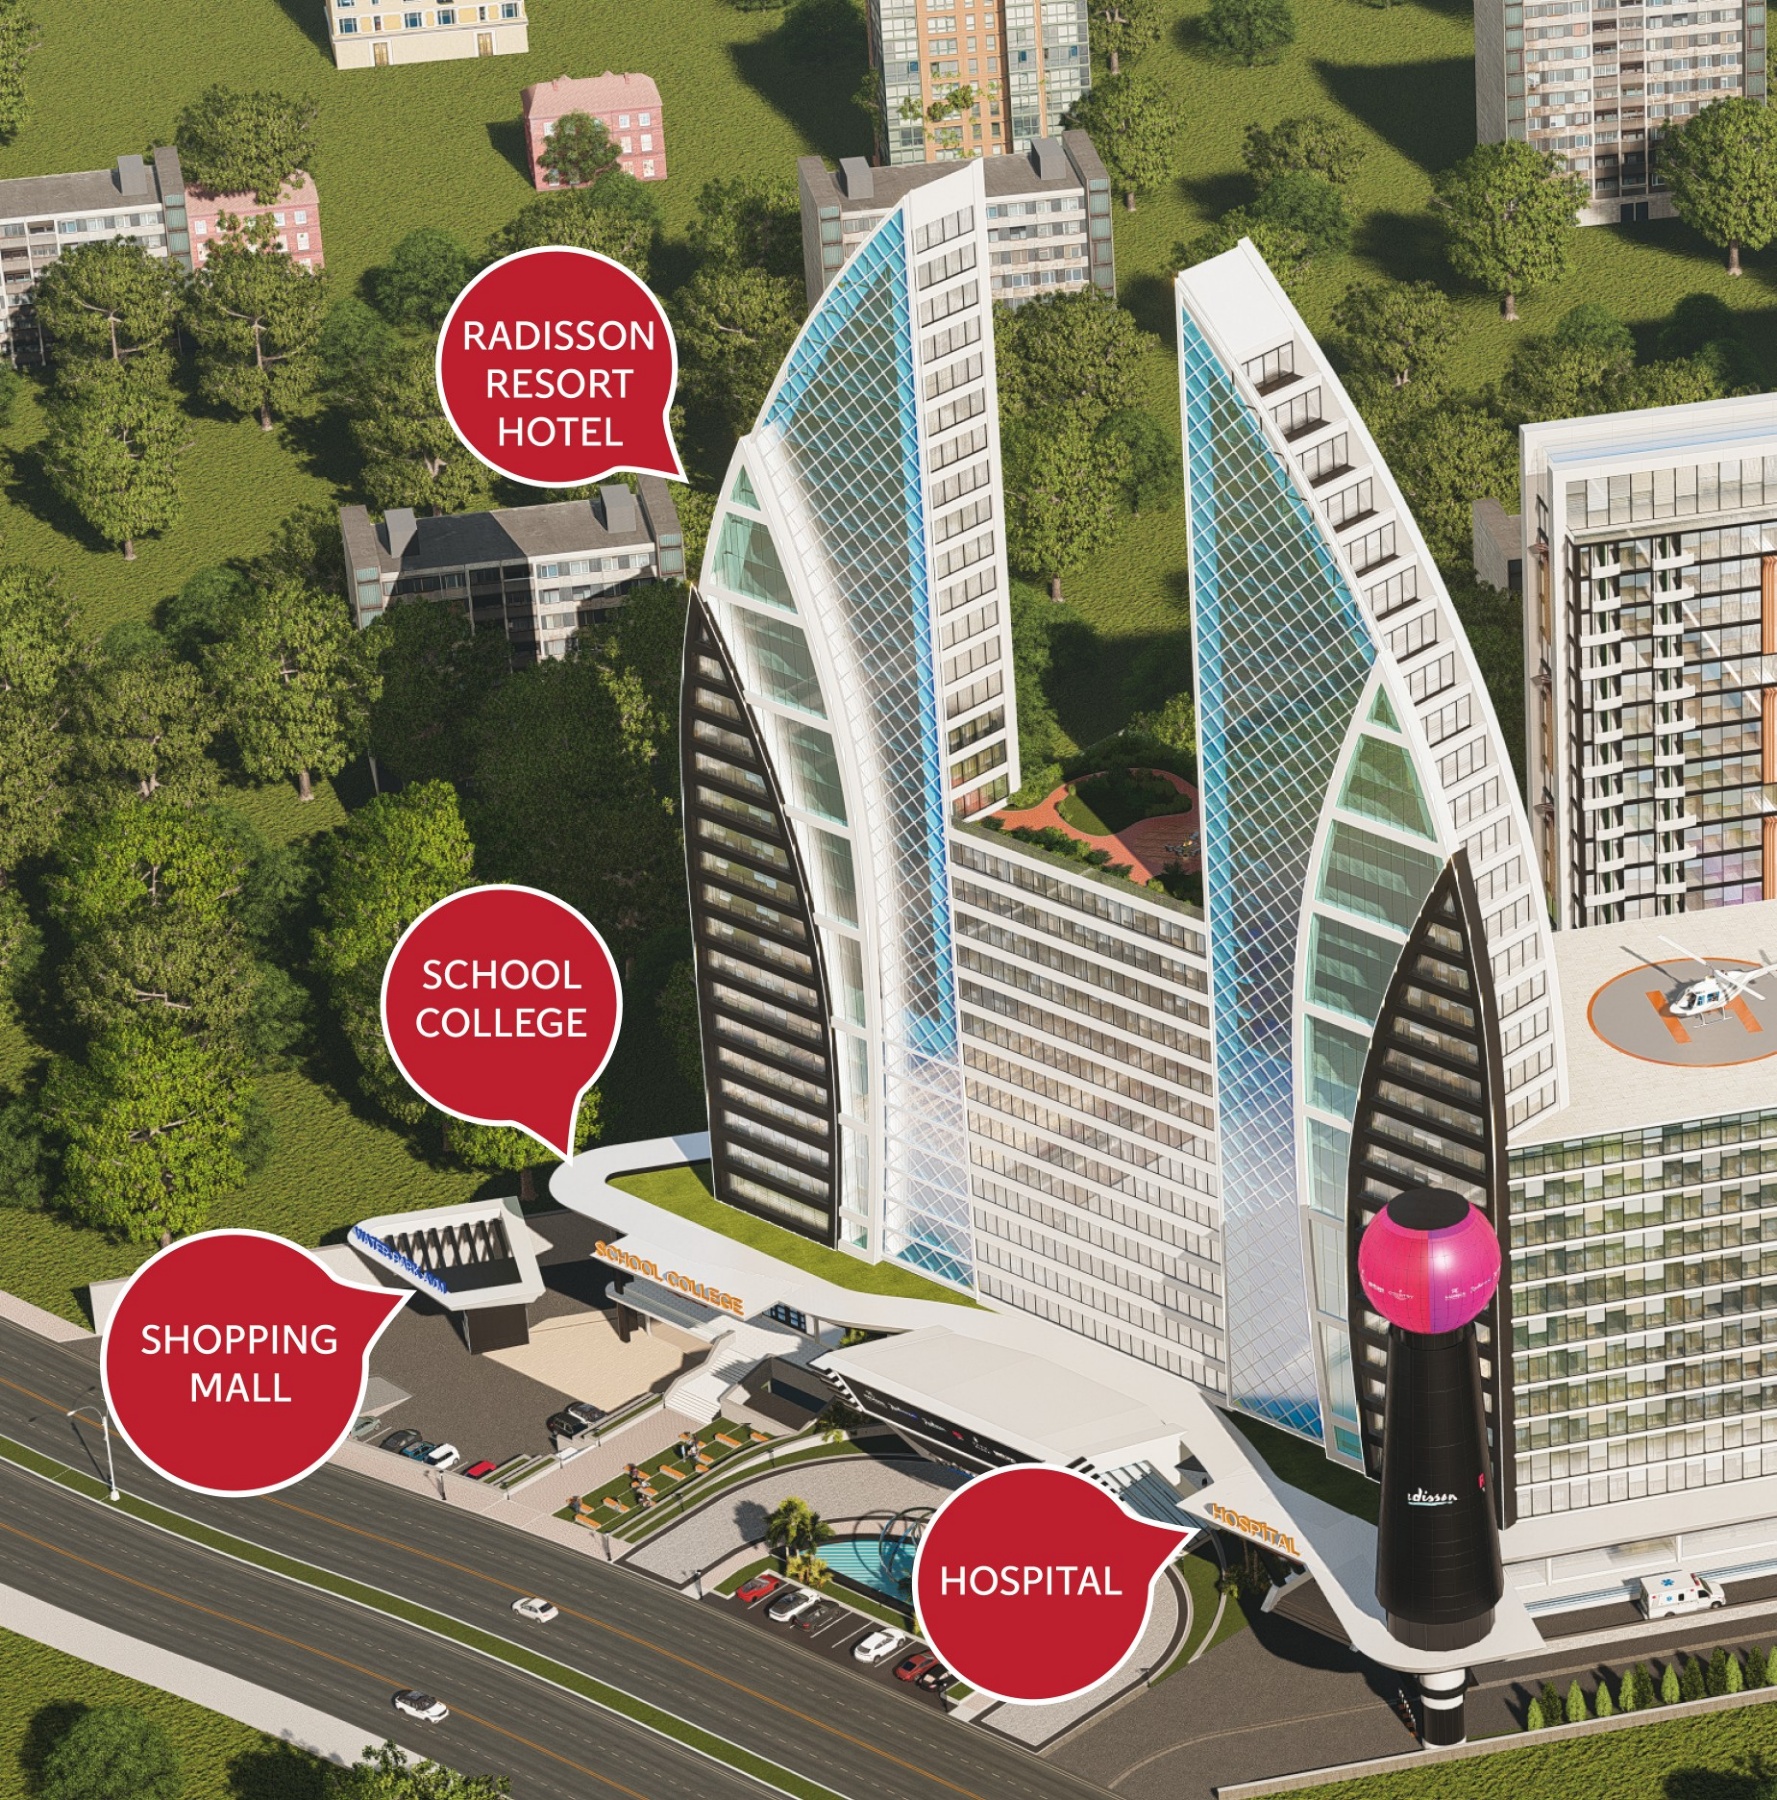 RADISSON
RESORT
HOTEL
SCHOOL
COLLEGE
SCHOOL COLLEGE
SHOPPING
MALL
HOSPITAL
HOSPITAL